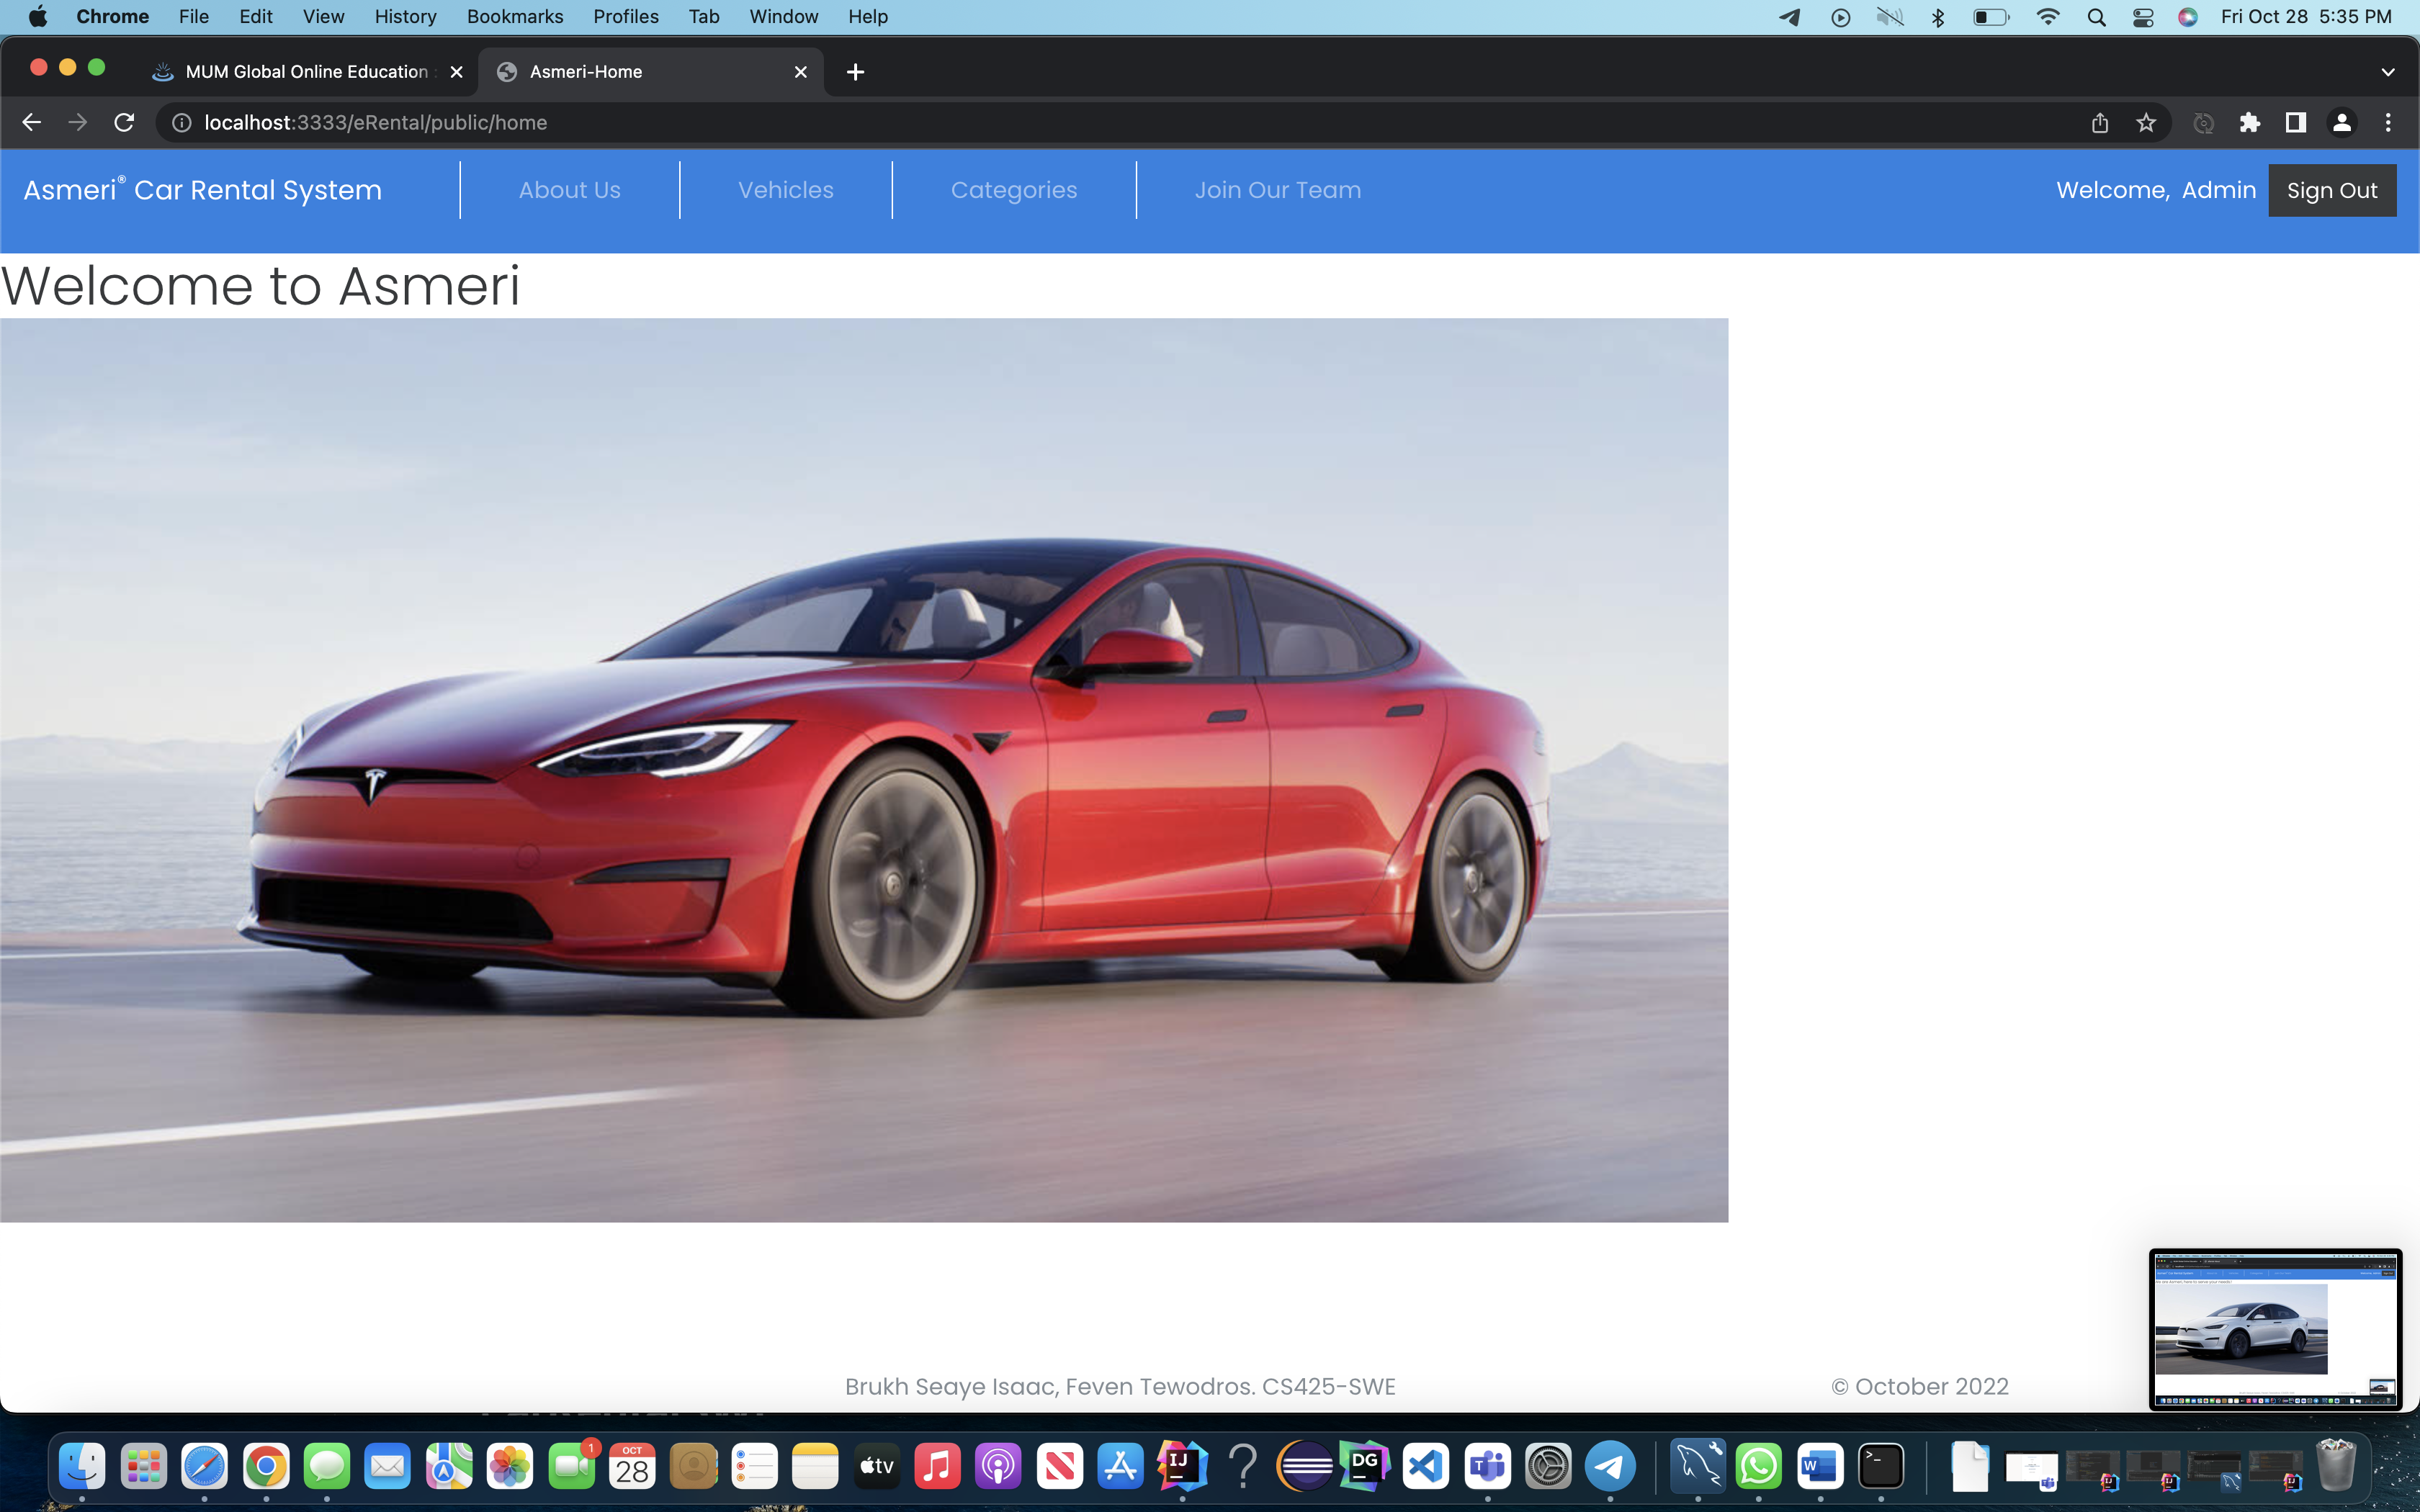 Chrome File Edit View History Bookmarks Profiles Tab Window Help Fri Oct 28 5:35 PM
MUM Global Online Education Asmeri-Home
localhost:3333/eRental/public/home
Asmeri® Car Rental System About Us Vehicles Categories Join Our Team Welcome, Admin Sign Out
Welcome to Asmeri
Brukh Seaye Isaac, Feven Tewodros. CS425-SWE © October 2022
1
OCT
28
tv
IJ
DG
T
W
>_